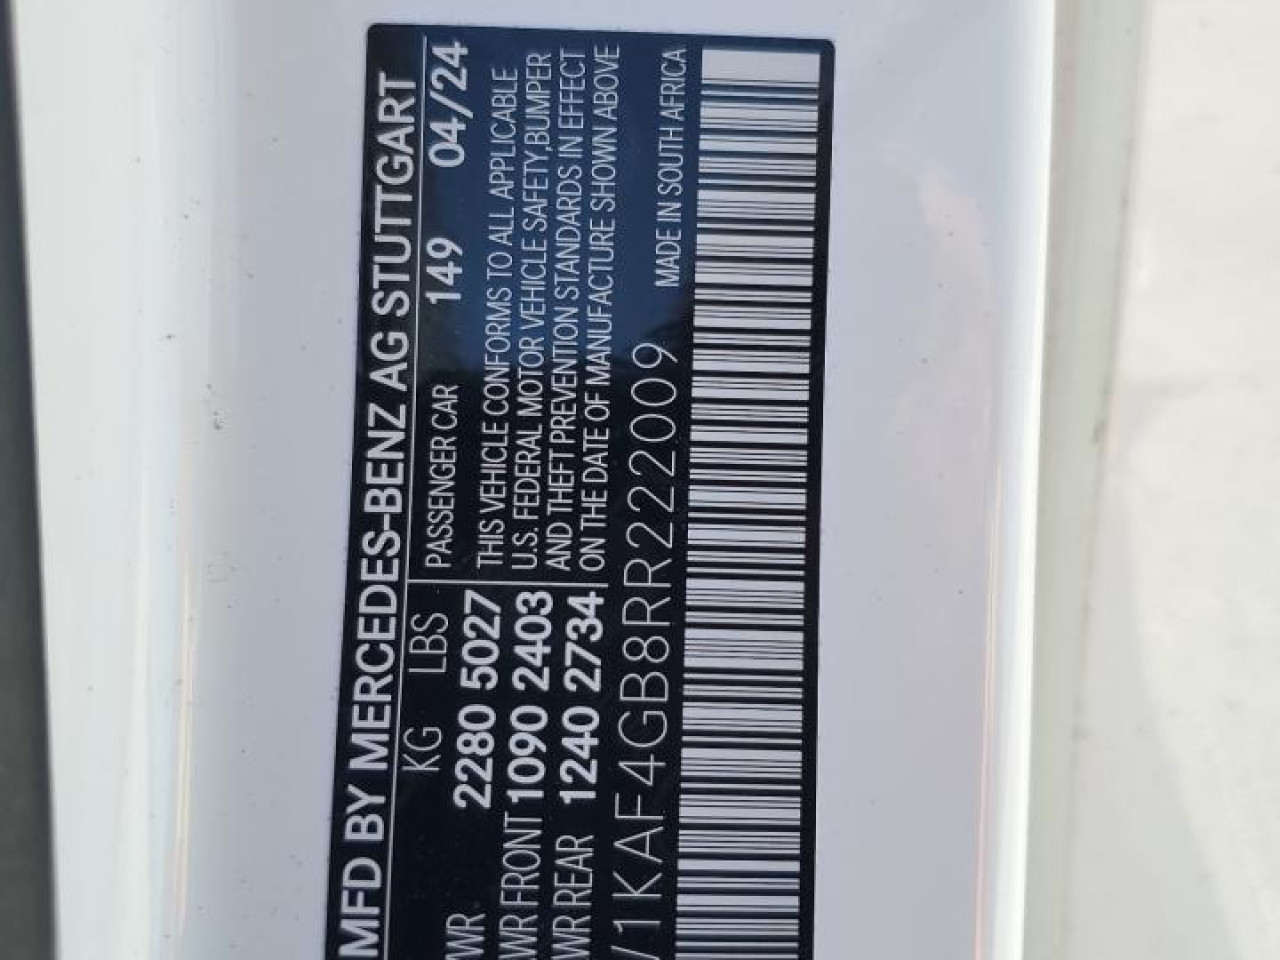 MFD BY MERCEDES-BENZ AG STUTTGART
KG LBS
WR 2280 5027
WR FRONT 1090 2403
WR REAR 1240 2734
PASSENGER CAR 149 04/24
THIS VEHICLE CONFORMS TO ALL APPLICABLE
U.S. FEDERAL MOTOR VEHICLE SAFETY,BUMPER
AND THEFT PREVENTION STANDARDS IN EFFECT
ON THE DATE OF MANUFACTURE SHOWN ABOVE
1KAF4GB8RR222009
MADE IN SOUTH AFRICA